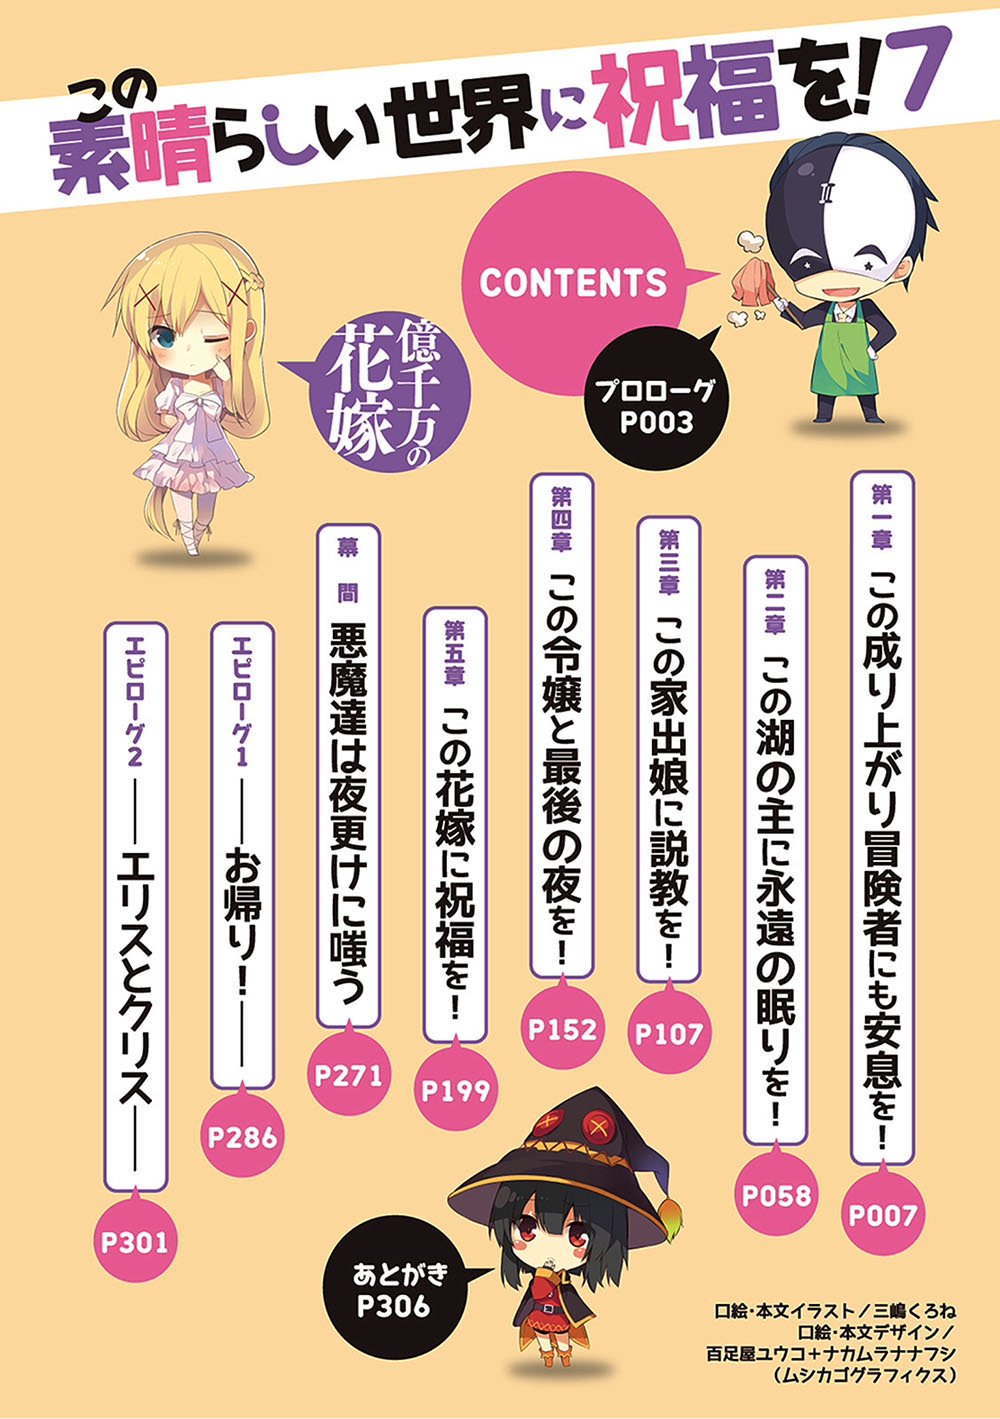 この
素晴らしい世界に祝福を!7
CONTENTS
億千万の
花嫁
プロローグ
P003
第一章 この成り上がり冒険者にも安息を!
P007
第二章 この湖の主に永遠の眠りを!
P058
第三章 この家出娘に説教を!
P107
第四章 この令嬢と最後の夜を!
P152
第五章 この花嫁に祝福を!
P199
幕間 悪魔達は夜更けに嗤う
P271
エピローグ1 ――お帰り!――
P286
エピローグ2 ――エリスとクリス――
P301
あとがき
P306
口絵・本文イラスト/三嶋くろね
口絵・本文デザイン/
百足屋ユウコ+ナカムラナナフシ
(ムシカゴグラフィクス)